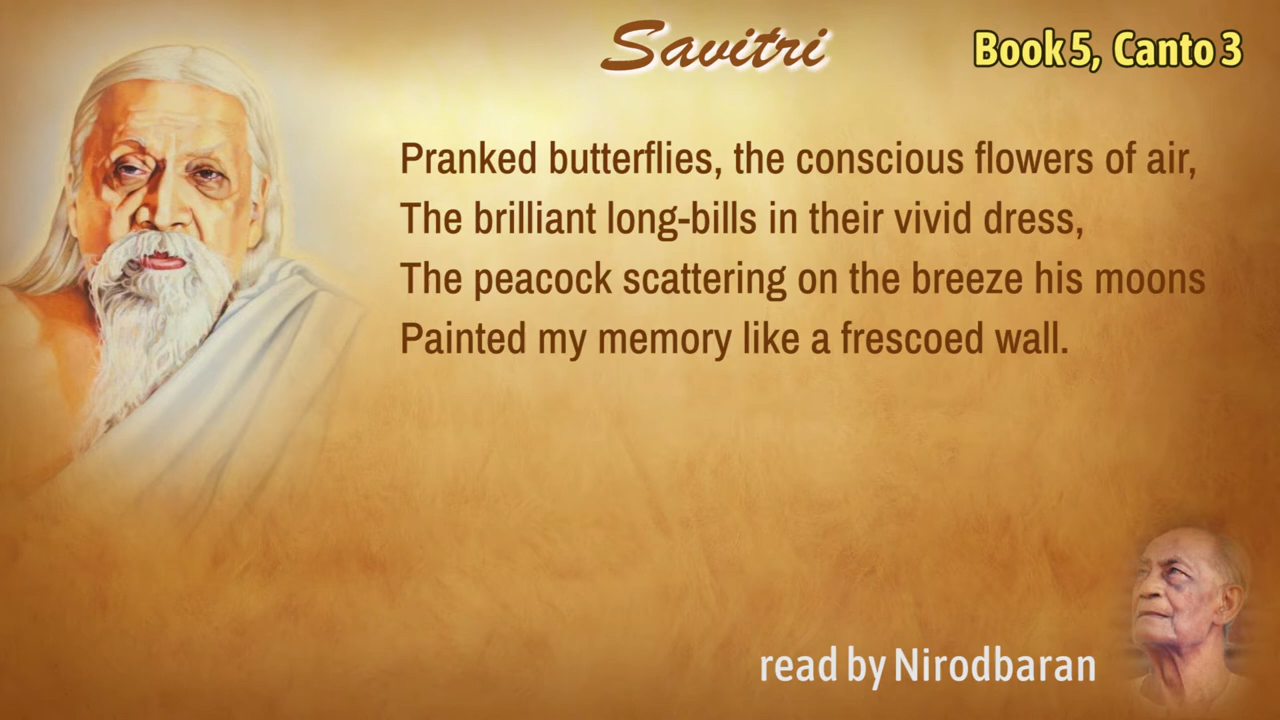 Savitri
Book 5, Canto 3
Pranked butterflies, the conscious flowers of air,
The brilliant long-bills in their vivid dress,
The peacock scattering on the breeze his moons
Painted my memory like a frescoed wall.
read by Nirodbaran